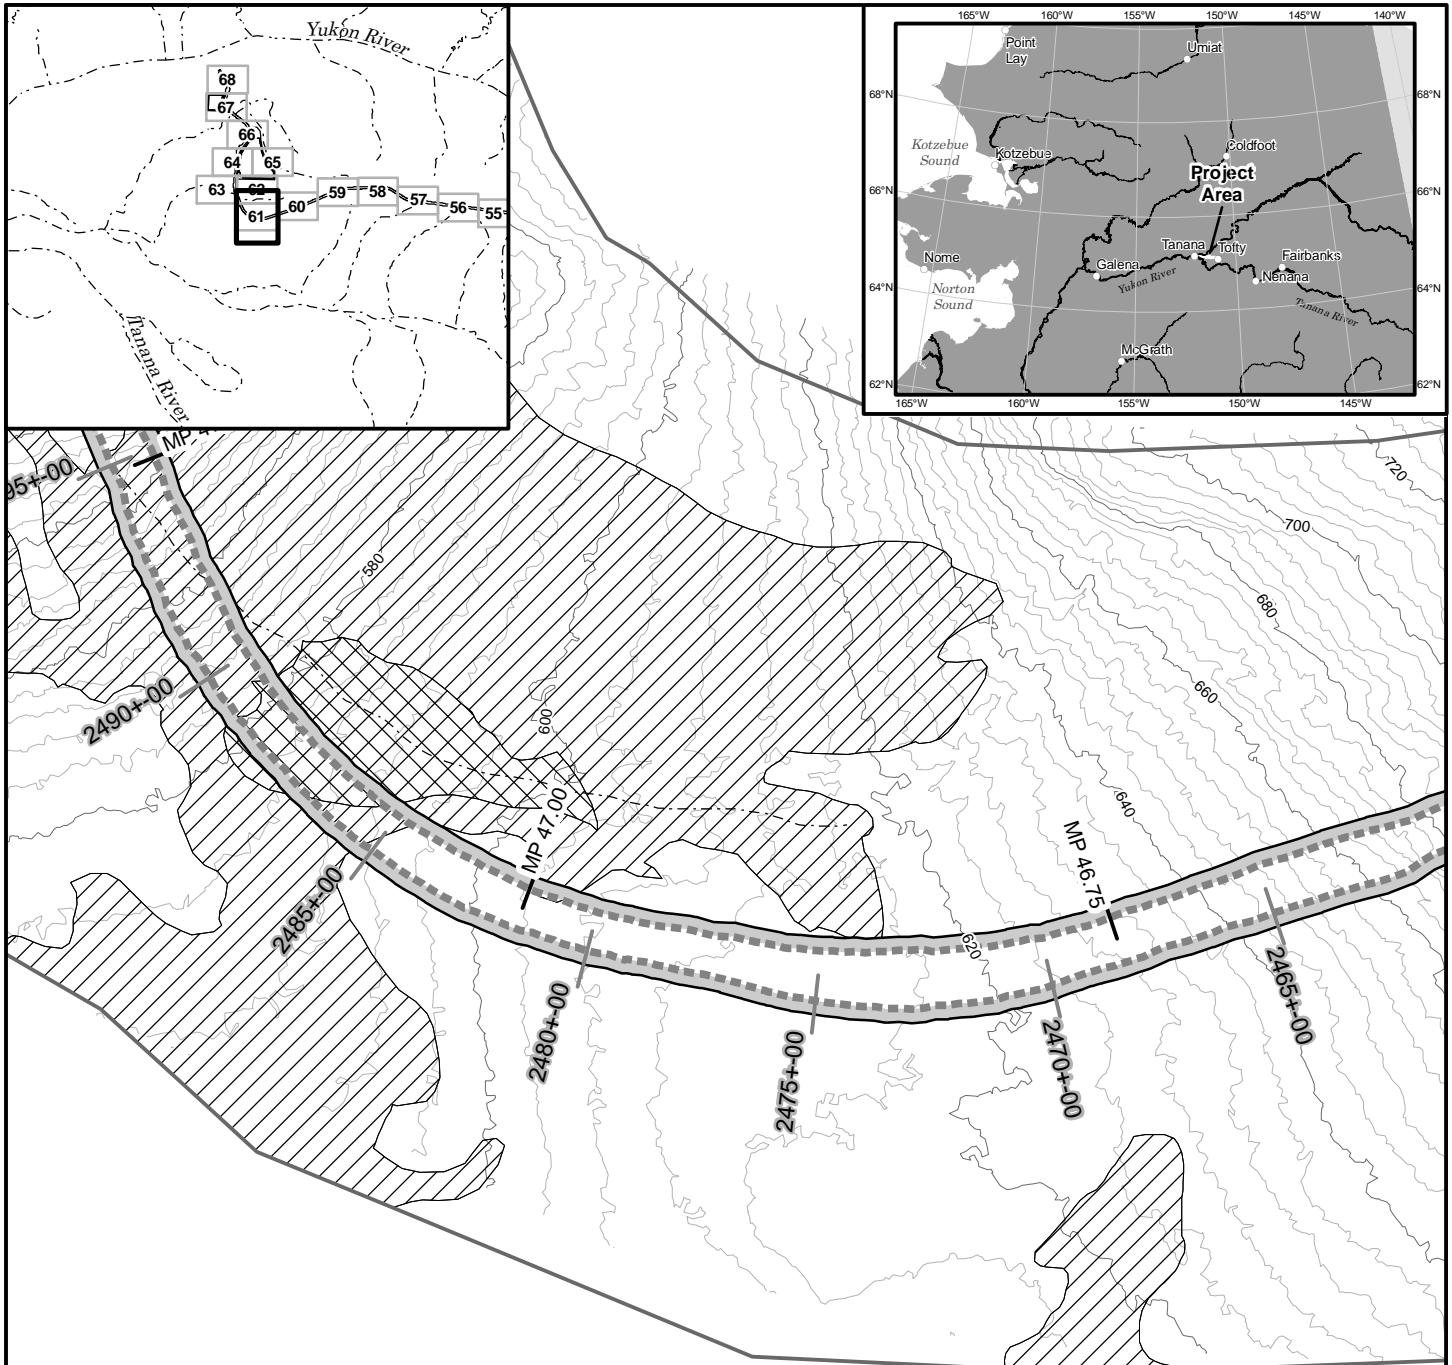 Yukon River
68
67
66
64
65
63
62
61
60
59
58
57
56
55
Tanana River
165°W
160°W
155°W
150°W
145°W
140°W
Point
Lay
Umiat
68°N
68°N
Kotzebue
Sound
Kotzebue
Coldfoot
Project
Area
66°N
66°N
Nome
Norton
Sound
Galena
Tanana
Tofty
Fairbanks
Nenana
Yukon River
Tanana River
64°N
64°N
McGrath
62°N
62°N
165°W
160°W
155°W
150°W
145°W
95+-00
580
720
700
680
660
640
620
600
2490+-00
2485+-00
MP 47.00
MP 46.75
2480+-00
2475+-00
2470+-00
2465+-00